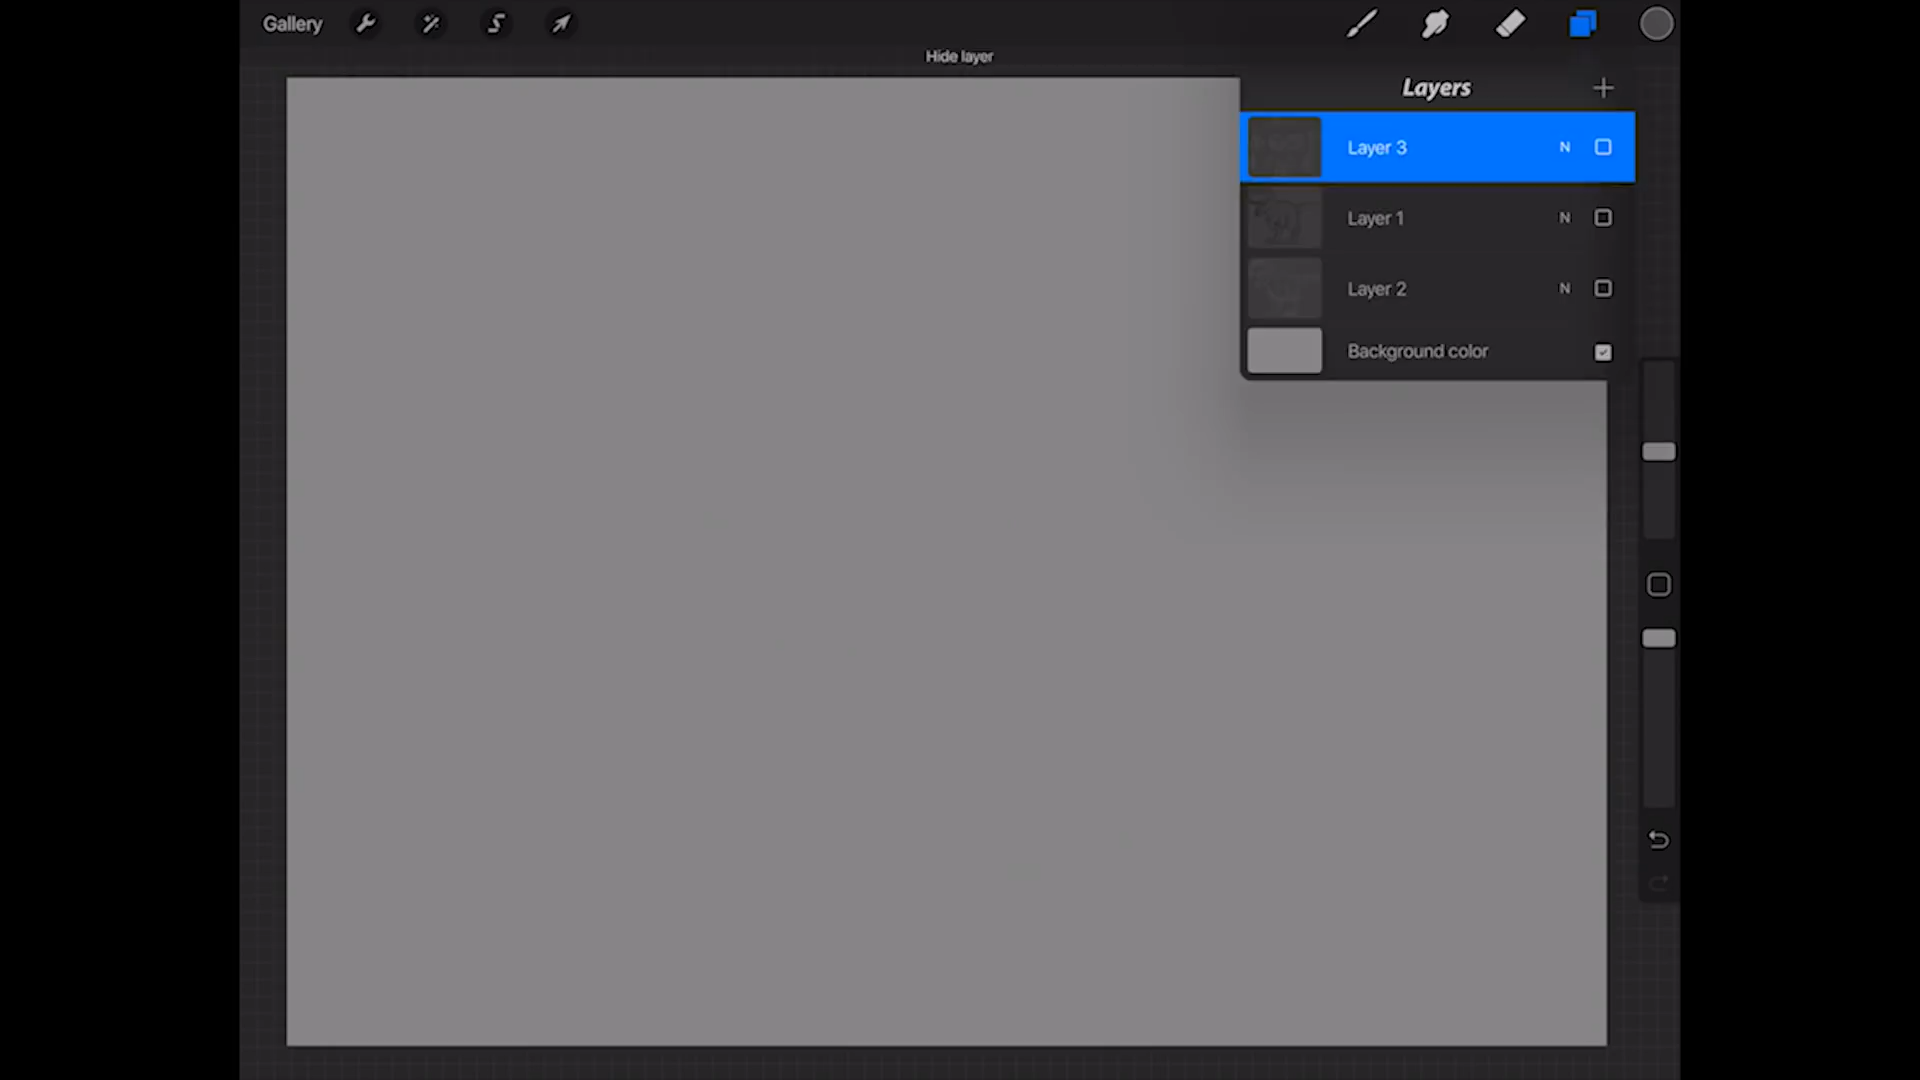 Gallery
Hide layer
Layers
Layer 3 N
Layer 1 N
Layer 2 N
Background color